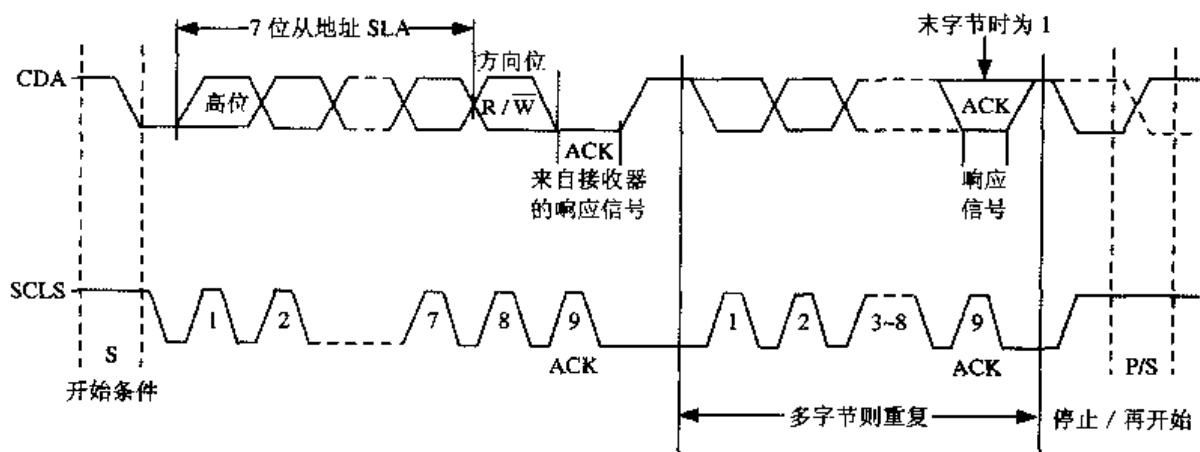 7 位从地址 SLA
末字节时为 1
方向位
CDA
高位
R / W̅
ACK
ACK
来自接收器
的响应信号
响应
信号
SCLS
1
2
7
8
9
1
2
3~8
9
S
ACK
ACK
P/S
开始条件
多字节则重复
停止 / 再开始